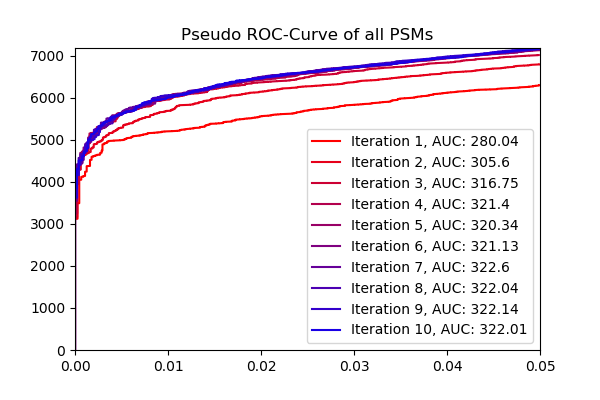 Pseudo ROC-Curve of all PSMs
7000
6000
5000
4000
3000
2000
1000
0
Iteration 1, AUC: 280.04
Iteration 2, AUC: 305.6
Iteration 3, AUC: 316.75
Iteration 4, AUC: 321.4
Iteration 5, AUC: 320.34
Iteration 6, AUC: 321.13
Iteration 7, AUC: 322.6
Iteration 8, AUC: 322.04
Iteration 9, AUC: 322.14
Iteration 10, AUC: 322.01
0.00 0.01 0.02 0.03 0.04 0.05